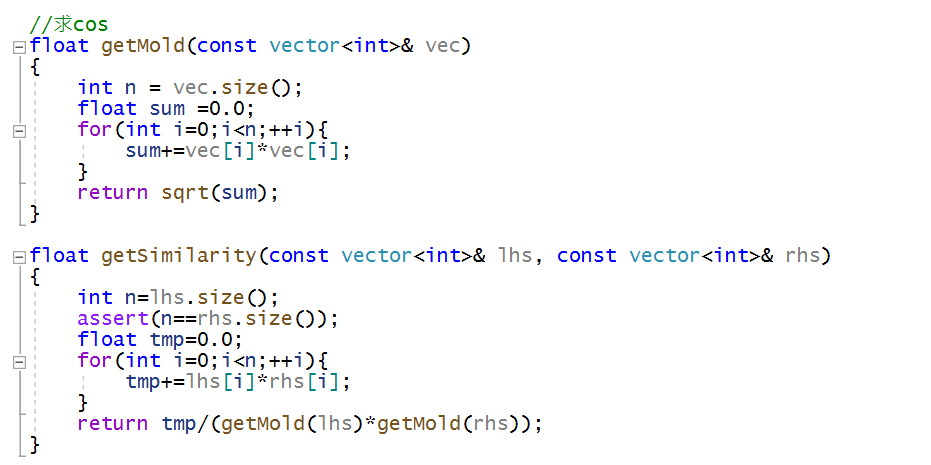 //求cos
float getMold(const vector<int>& vec)
{
    int n = vec.size();
    float sum =0.0;
    for(int i=0;i<n;++i){
        sum+=vec[i]*vec[i];
    }
    return sqrt(sum);
}

float getSimilarity(const vector<int>& lhs, const vector<int>& rhs)
{
    int n=lhs.size();
    assert(n==rhs.size());
    float tmp=0.0;
    for(int i=0;i<n;++i){
        tmp+=lhs[i]*rhs[i];
    }
    return tmp/(getMold(lhs)*getMold(rhs));
}